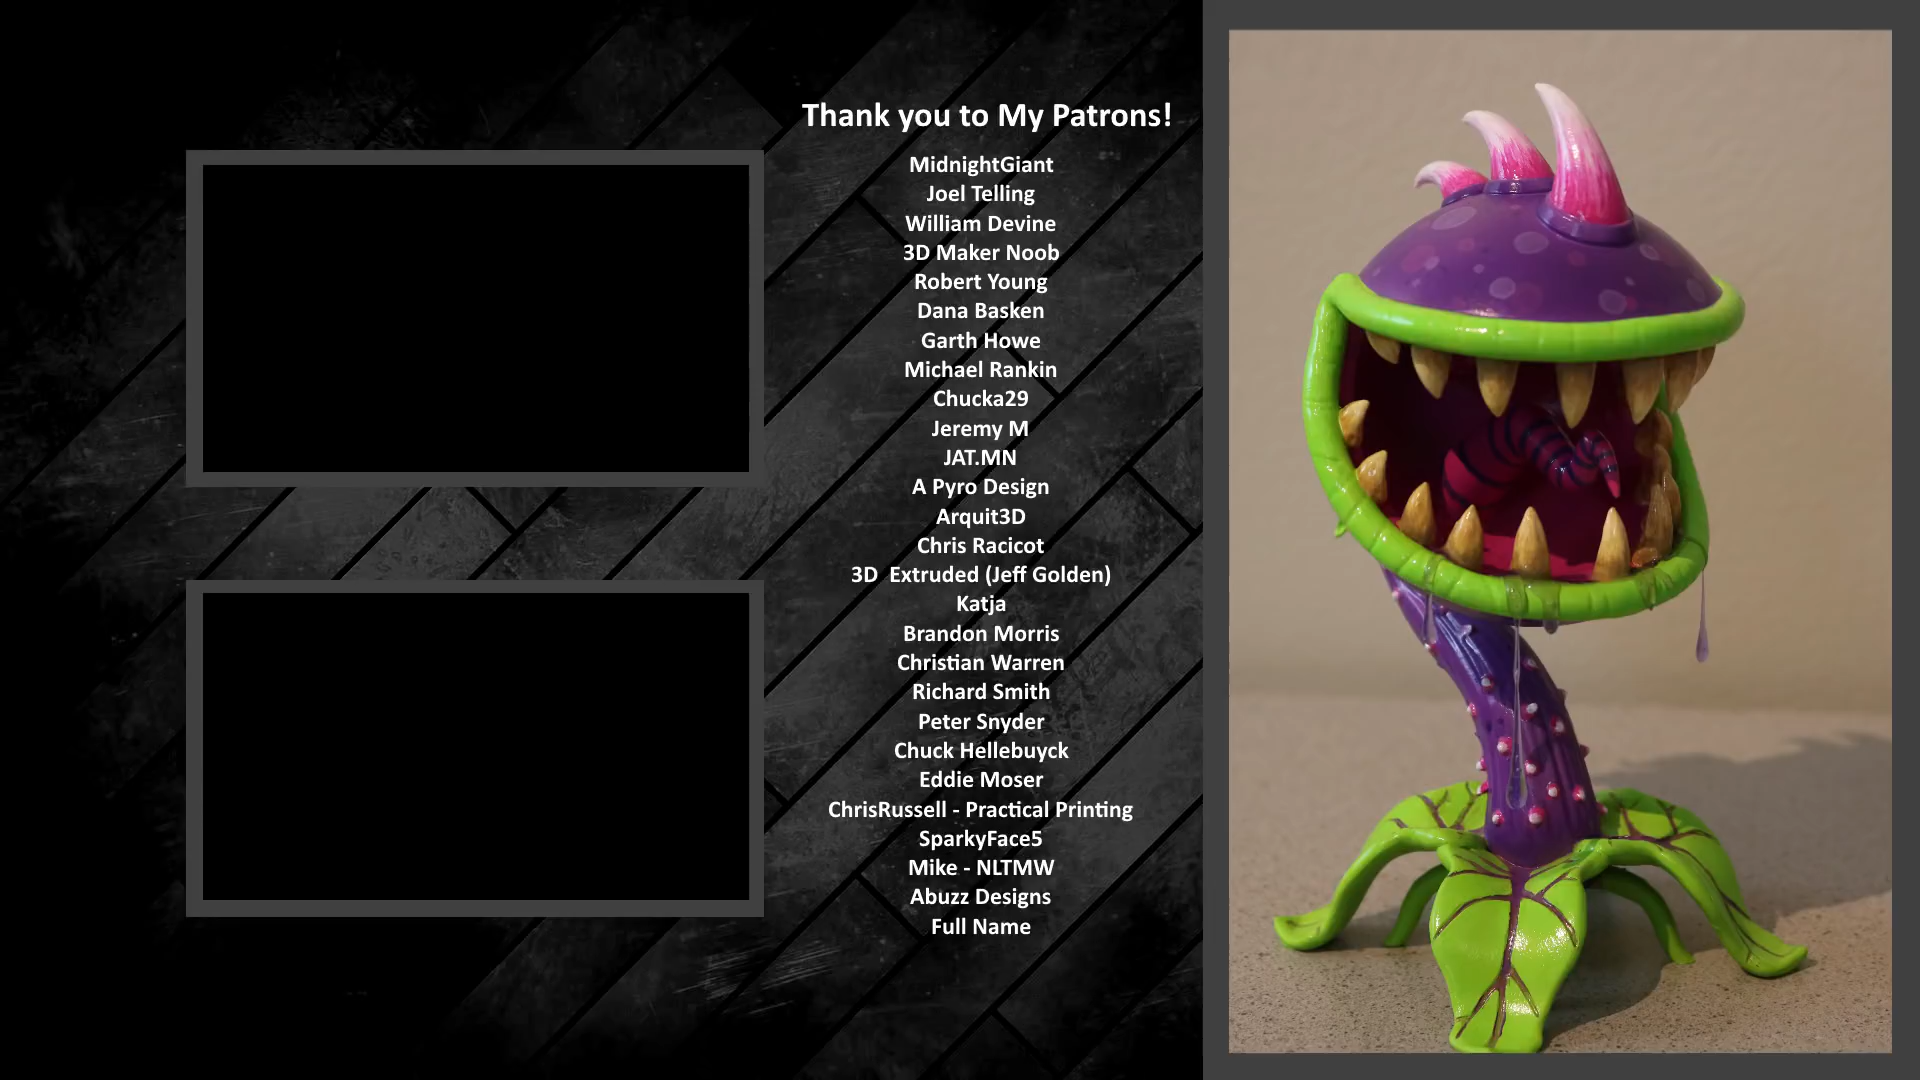 Thank you to My Patrons!
MidnightGiant
Joel Telling
William Devine
3D Maker Noob
Robert Young
Dana Basken
Garth Howe
Michael Rankin
Chucka29
Jeremy M
JAT.MN
A Pyro Design
Arquit3D
Chris Racicot
3D  Extruded (Jeff Golden)
Katja
Brandon Morris
Christian Warren
Richard Smith
Peter Snyder
Chuck Hellebuyck
Eddie Moser
ChrisRussell - Practical Printing
SparkyFace5
Mike - NLTMW
Abuzz Designs
Full Name